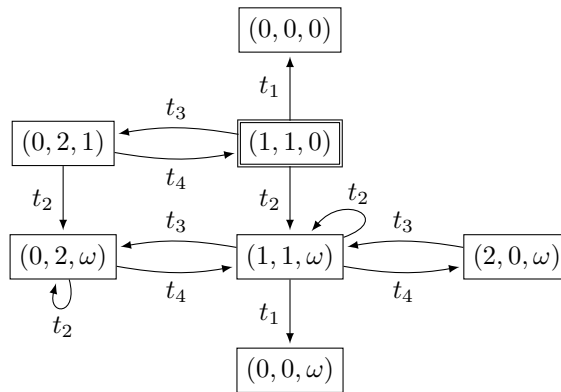 (0, 0, 0)
t₁
t₃
(0, 2, 1)
(1, 1, 0)
t₄
t₂
t₂
t₂
t₃
t₃
(0, 2, ω)
(1, 1, ω)
(2, 0, ω)
t₄
t₄
t₂
t₁
(0, 0, ω)